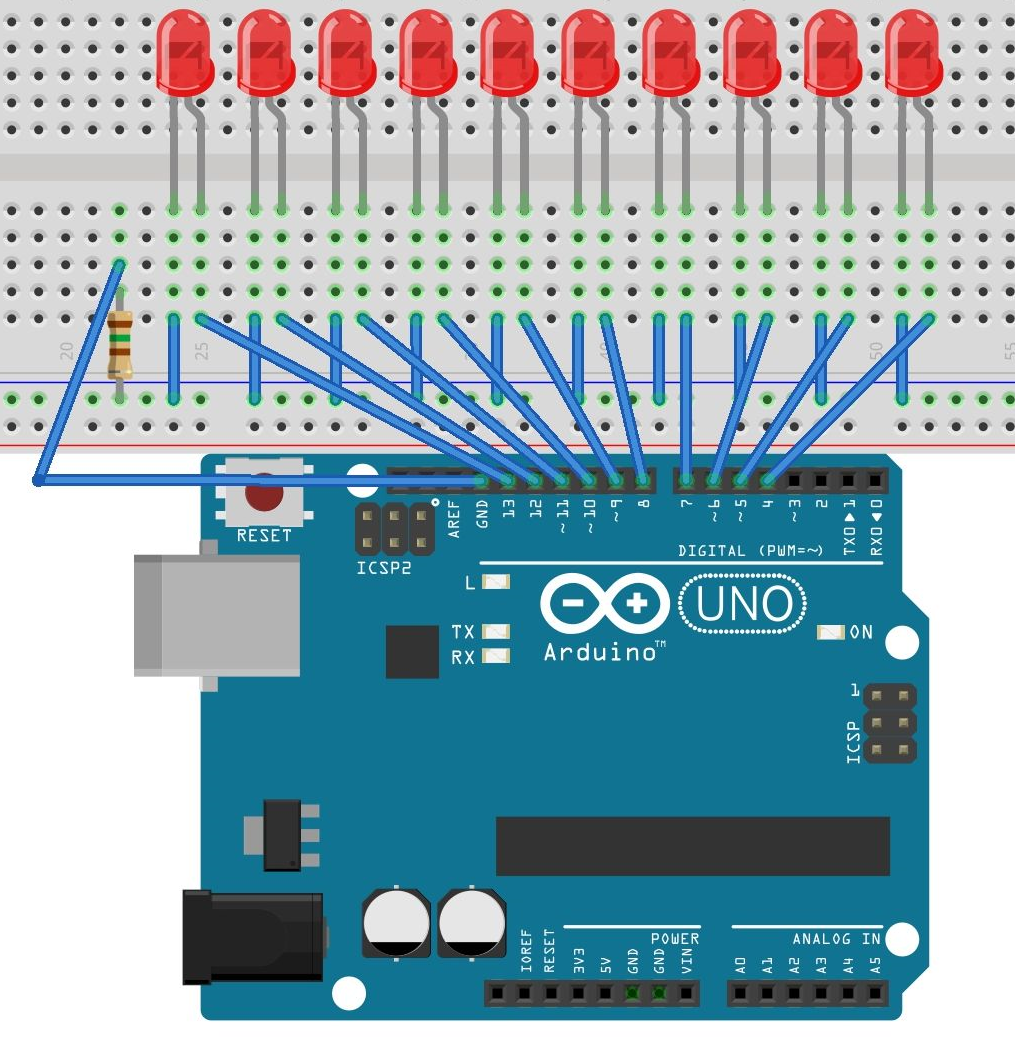 20
25
50
55
AREF
GND
13
12
~11
~10
~9
8
7
~6
~5
4
~3
2
TX0▶1
RX0◀0
RESET
ICSP2
DIGITAL (PWM=~)
L
TX
RX
UNO
Arduino™
ON
1
ICSP
IOREF
RESET
3V3
5V
GND
GND
VIN
POWER
A0
A1
A2
A3
A4
A5
ANALOG IN